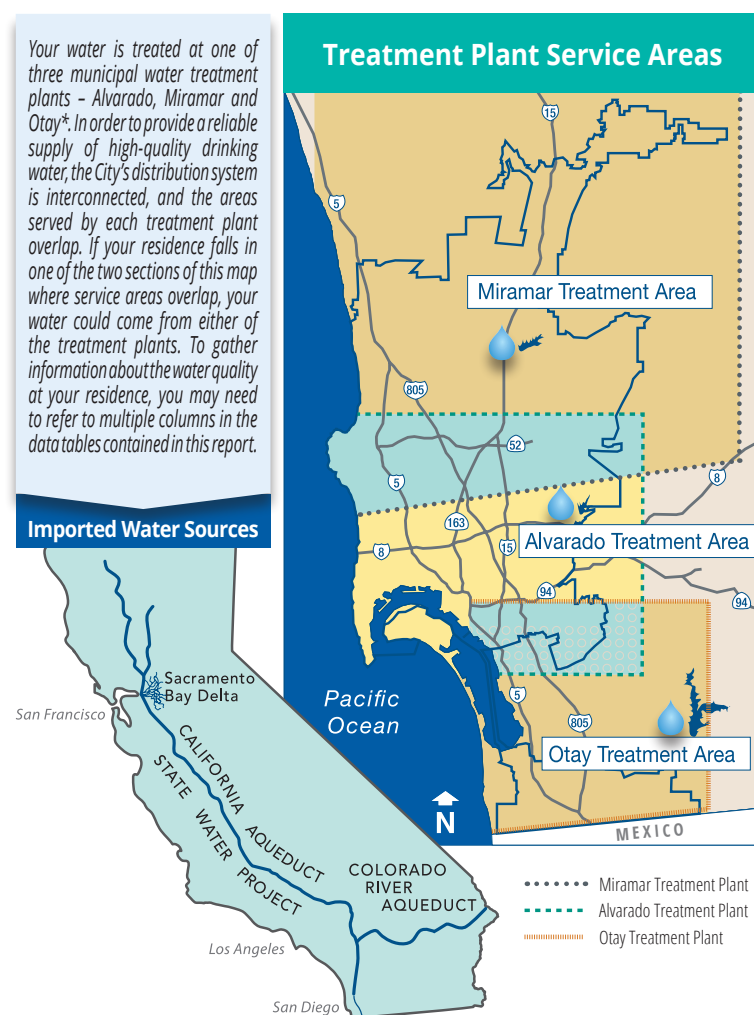 Your water is treated at one of
three municipal water treatment
plants – Alvarado, Miramar and
Otay*. In order to provide a reliable
supply of high-quality drinking
water, the City's distribution system
is interconnected, and the areas
served by each treatment plant
overlap. If your residence falls in
one of the two sections of this map
where service areas overlap, your
water could come from either of
the treatment plants. To gather
information about the water quality
at your residence, you may need
to refer to multiple columns in the
data tables contained in this report.
Imported Water Sources
Treatment Plant Service Areas
15
5
Miramar Treatment Area
805
52
5
8
163
15
8
Alvarado Treatment Area
94
94
Pacific
Ocean
5
805
Otay Treatment Area
N
MEXICO
Miramar Treatment Plant
Alvarado Treatment Plant
Otay Treatment Plant
Sacramento
Bay Delta
San Francisco
CALIFORNIA AQUEDUCT
STATE WATER PROJECT
COLORADO
RIVER
AQUEDUCT
Los Angeles
San Diego